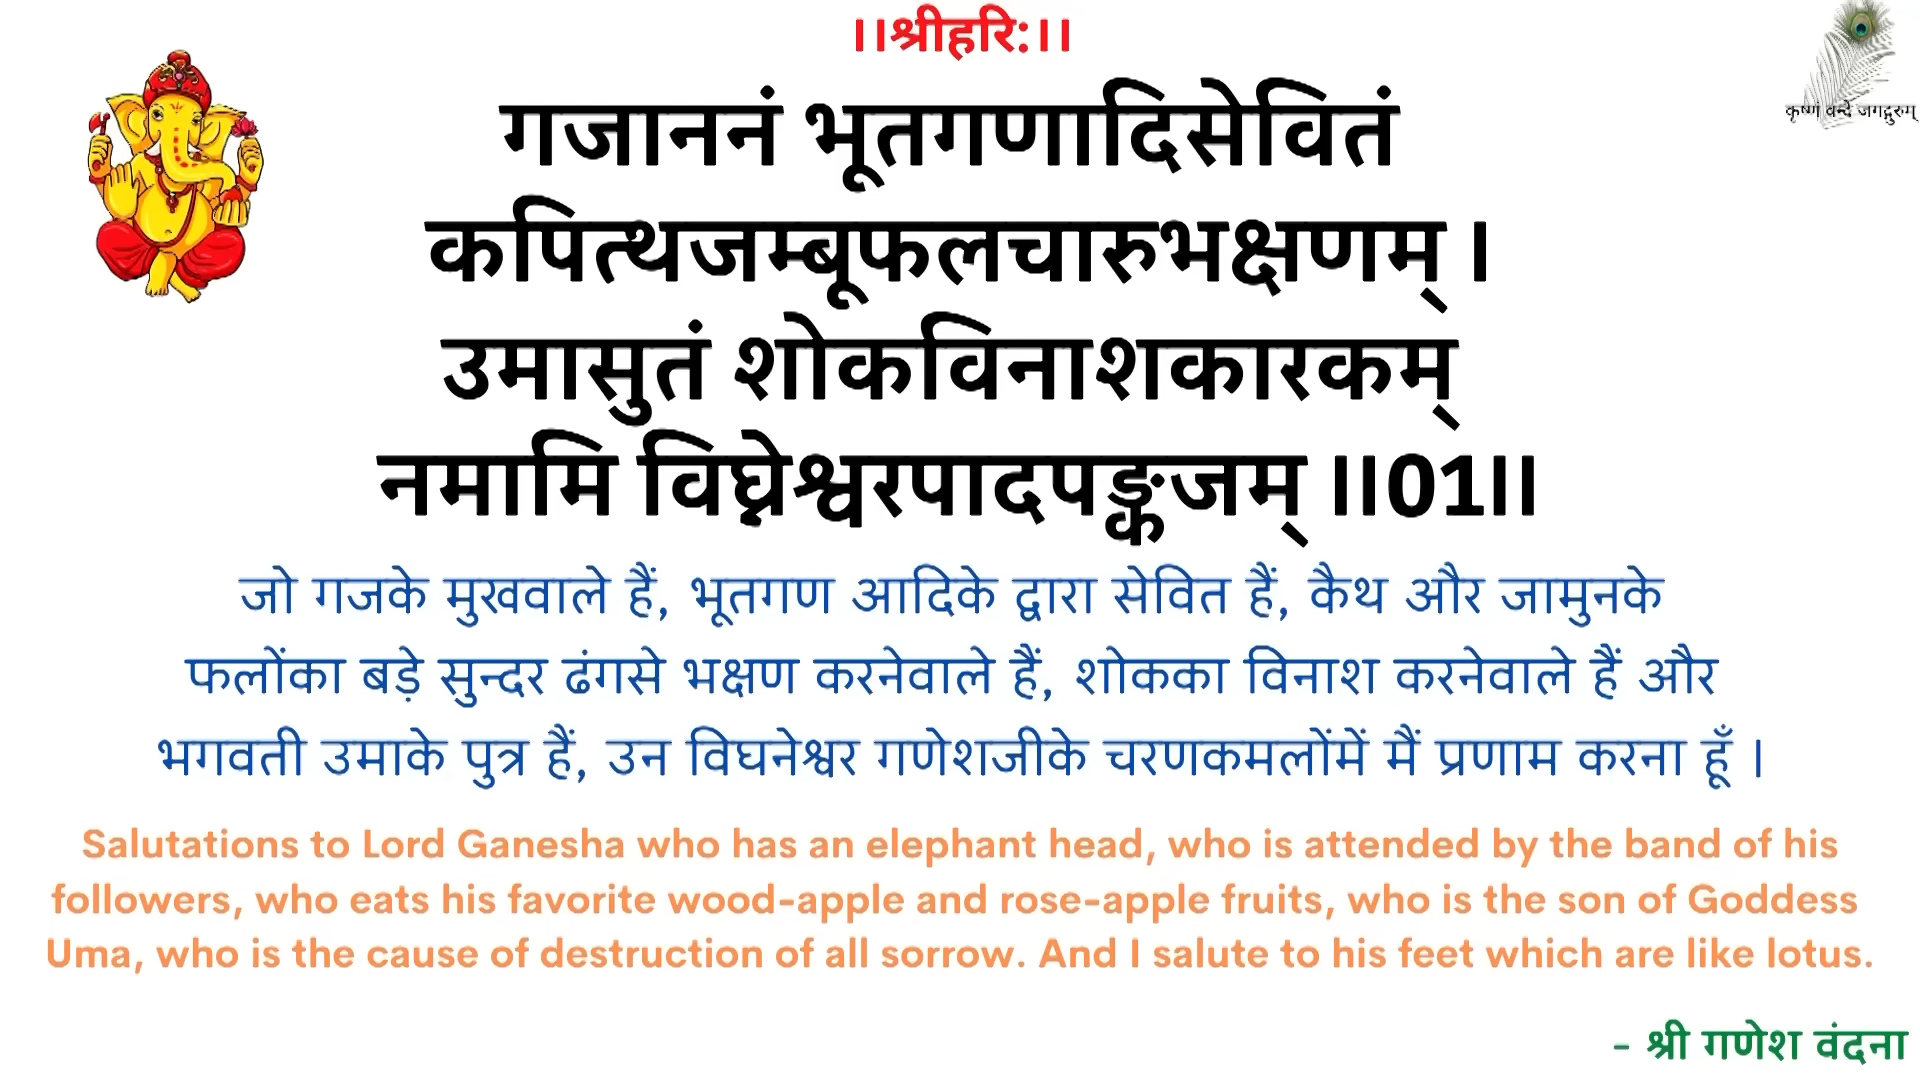 ।।श्रीहरि:।।
कृष्णं वन्दे जगद्गुरुम्
गजाननं भूतगणादिसेवितं
कपित्थजम्बूफलचारुभक्षणम् ।
उमासुतं शोकविनाशकारकम्
नमामि विघ्नेश्वरपादपङ्कजम् ।।01।।
जो गजके मुखवाले हैं, भूतगण आदिके द्वारा सेवित हैं, कैथ और जामुनके
फलोंका बड़े सुन्दर ढंगसे भक्षण करनेवाले हैं, शोकका विनाश करनेवाले हैं और
भगवती उमाके पुत्र हैं, उन विघनेश्वर गणेशजीके चरणकमलोंमें मैं प्रणाम करना हूँ ।
Salutations to Lord Ganesha who has an elephant head, who is attended by the band of his
followers, who eats his favorite wood-apple and rose-apple fruits, who is the son of Goddess
Uma, who is the cause of destruction of all sorrow. And I salute to his feet which are like lotus.
- श्री गणेश वंदना